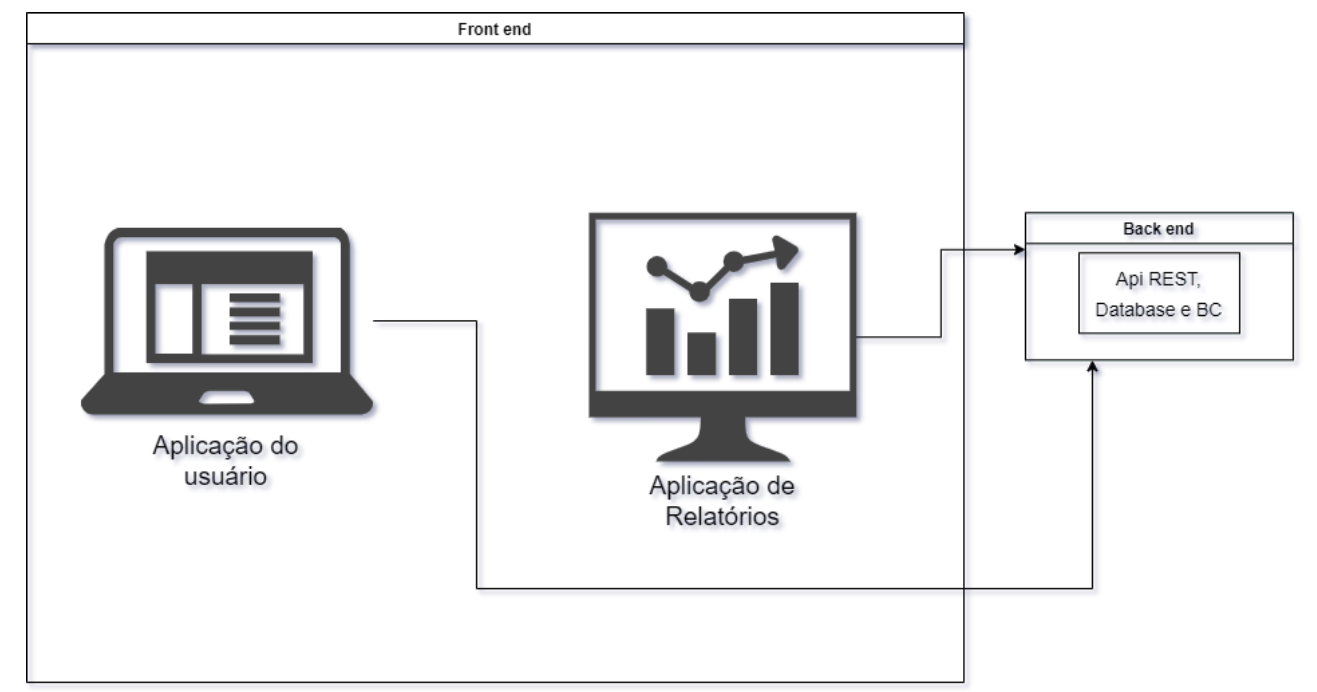 Front end
Aplicação do
usuário
Aplicação de
Relatórios
Back end
Api REST,
Database e BC